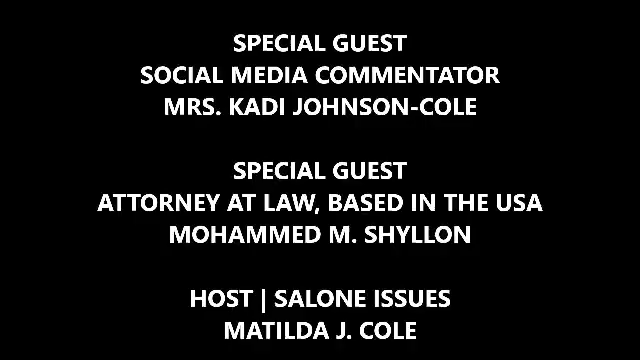 SPECIAL GUEST
SOCIAL MEDIA COMMENTATOR
MRS. KADI JOHNSON-COLE
SPECIAL GUEST
ATTORNEY AT LAW, BASED IN THE USA
MOHAMMED M. SHYLLON
HOST | SALONE ISSUES
MATILDA J. COLE